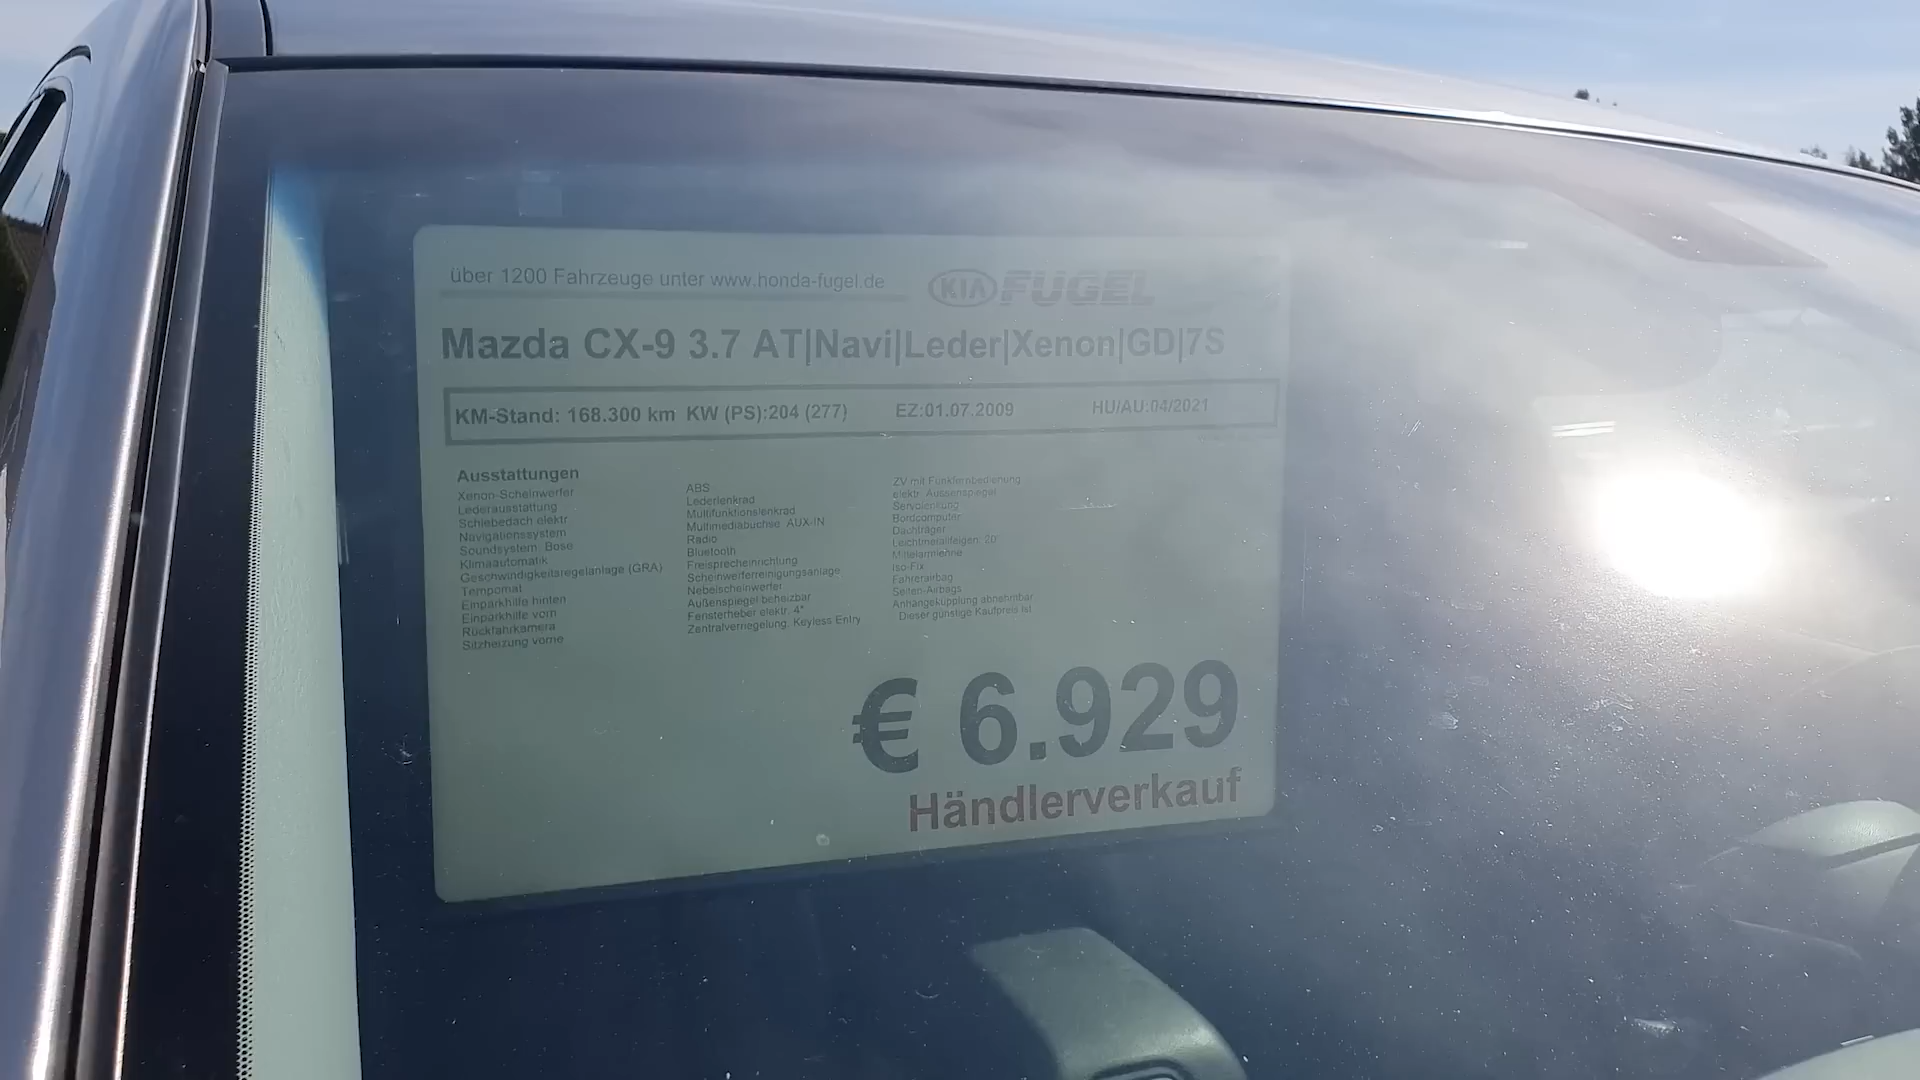 über 1200 Fahrzeuge unter www.honda-fugel.de
KIA FUGEL
Mazda CX-9 3.7 AT|Navi|Leder|Xenon|GD|7S
KM-Stand: 168.300 km KW (PS):204 (277) EZ:01.07.2009 HU/AU:04/2021
Ausstattungen
Xenon-Scheinwerfer
Lederausstattung
Schiebedach elektr.
Navigationssystem
Soundsystem: Bose
Klimaautomatik
Geschwindigkeitsregelanlage (GRA)
Tempomat
Einparkhilfe hinten
Einparkhilfe vorn
Rückfahrkamera
Sitzheizung vorne
ABS
Lederlenkrad
Multifunktionslenkrad
Multimediabuchse: AUX-IN
Radio
Bluetooth
Freisprecheinrichtung
Scheinwerferreinigungsanlage
Nebelscheinwerfer
Außenspiegel beheizbar
Fensterheber elektr. 4*
Zentralverriegelung: Keyless Entry
ZV mit Funkfernbedienung
elektr. Aussenspiegel
Servolenkung
Bordcomputer
Dachträger
Leichtmetallfelgen: 20"
Mittelarmlehne
Iso-Fix
Fahrerairbag
Seiten-Airbags
Anhängekupplung abnehmbar
Dieser günstige Kaufpreis ist
€ 6.929
Händlerverkauf